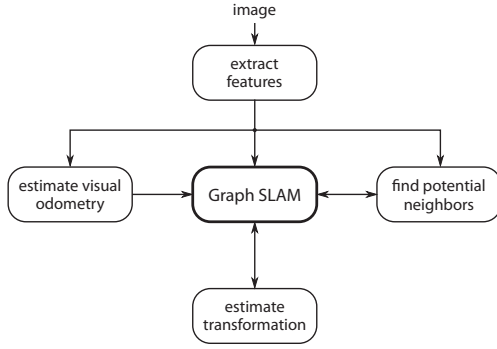 image
extract
features
estimate visual
odometry
Graph SLAM
find potential
neighbors
estimate
transformation